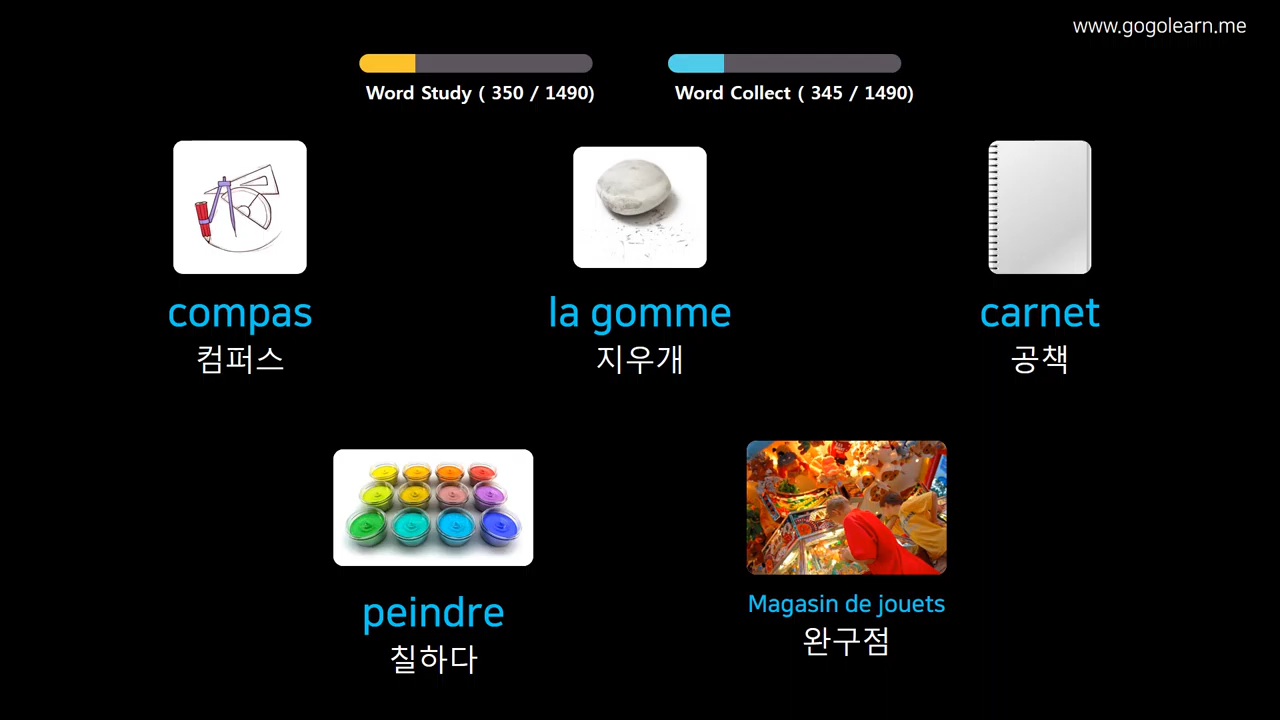 www.gogolearn.me
Word Study ( 350 / 1490)
Word Collect ( 345 / 1490)
compas
컴퍼스
la gomme
지우개
carnet
공책
peindre
칠하다
Magasin de jouets
완구점